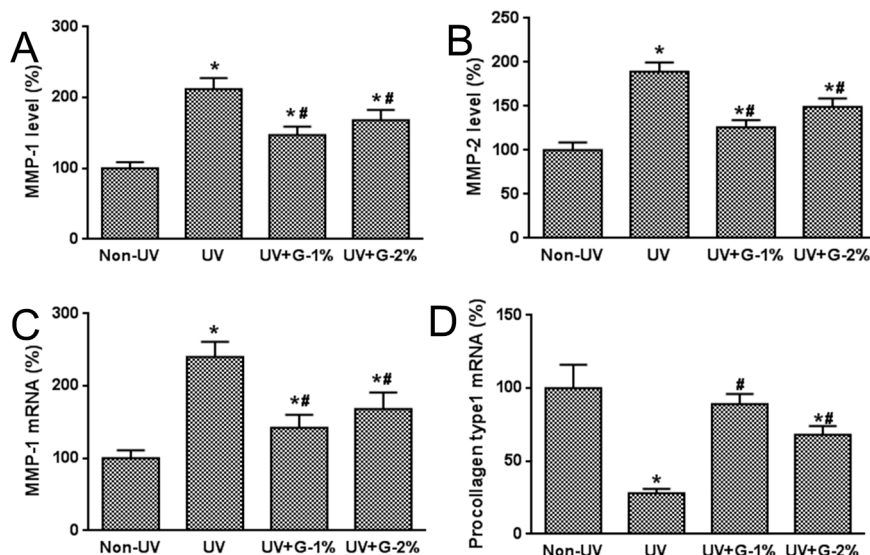 A
MMP-1 level (%)
300
200
100
0
*
*#
*#
Non-UV UV UV+G-1% UV+G-2%
B
MMP-2 level (%)
250
200
150
100
50
0
*
*#
*#
Non-UV UV UV+G-1% UV+G-2%
C
MMP-1 mRNA (%)
300
200
100
0
*
*#
*#
Non-UV UV UV+G-1% UV+G-2%
D
Procollagen type1 mRNA (%)
150
100
50
0
*
#
*#
Non-UV UV UV+G-1% UV+G-2%